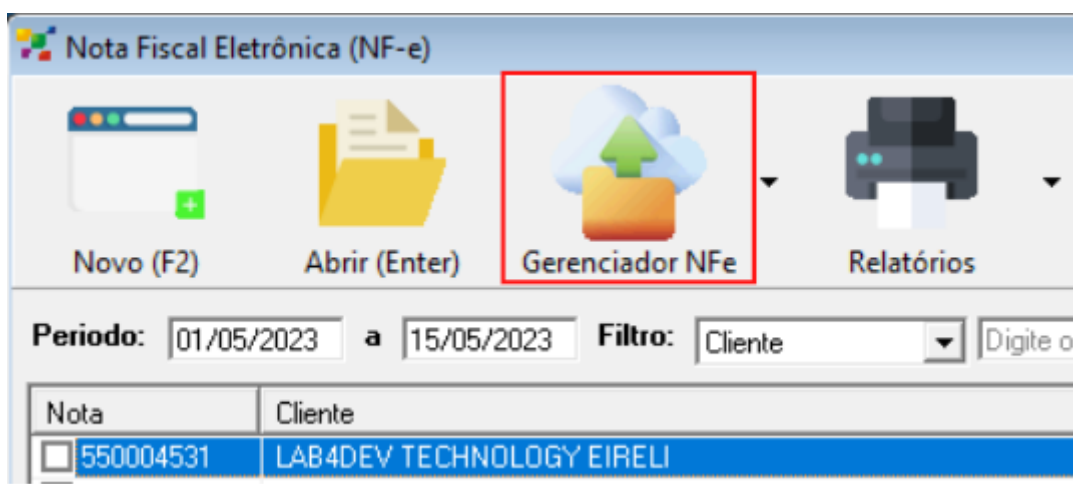 Nota Fiscal Eletrônica (NF-e)
Novo (F2) Abrir (Enter) Gerenciador NFe Relatórios
Periodo: 01/05/2023 a 15/05/2023 Filtro: Cliente Digite o
Nota Cliente
550004531 LAB4DEV TECHNOLOGY EIRELI